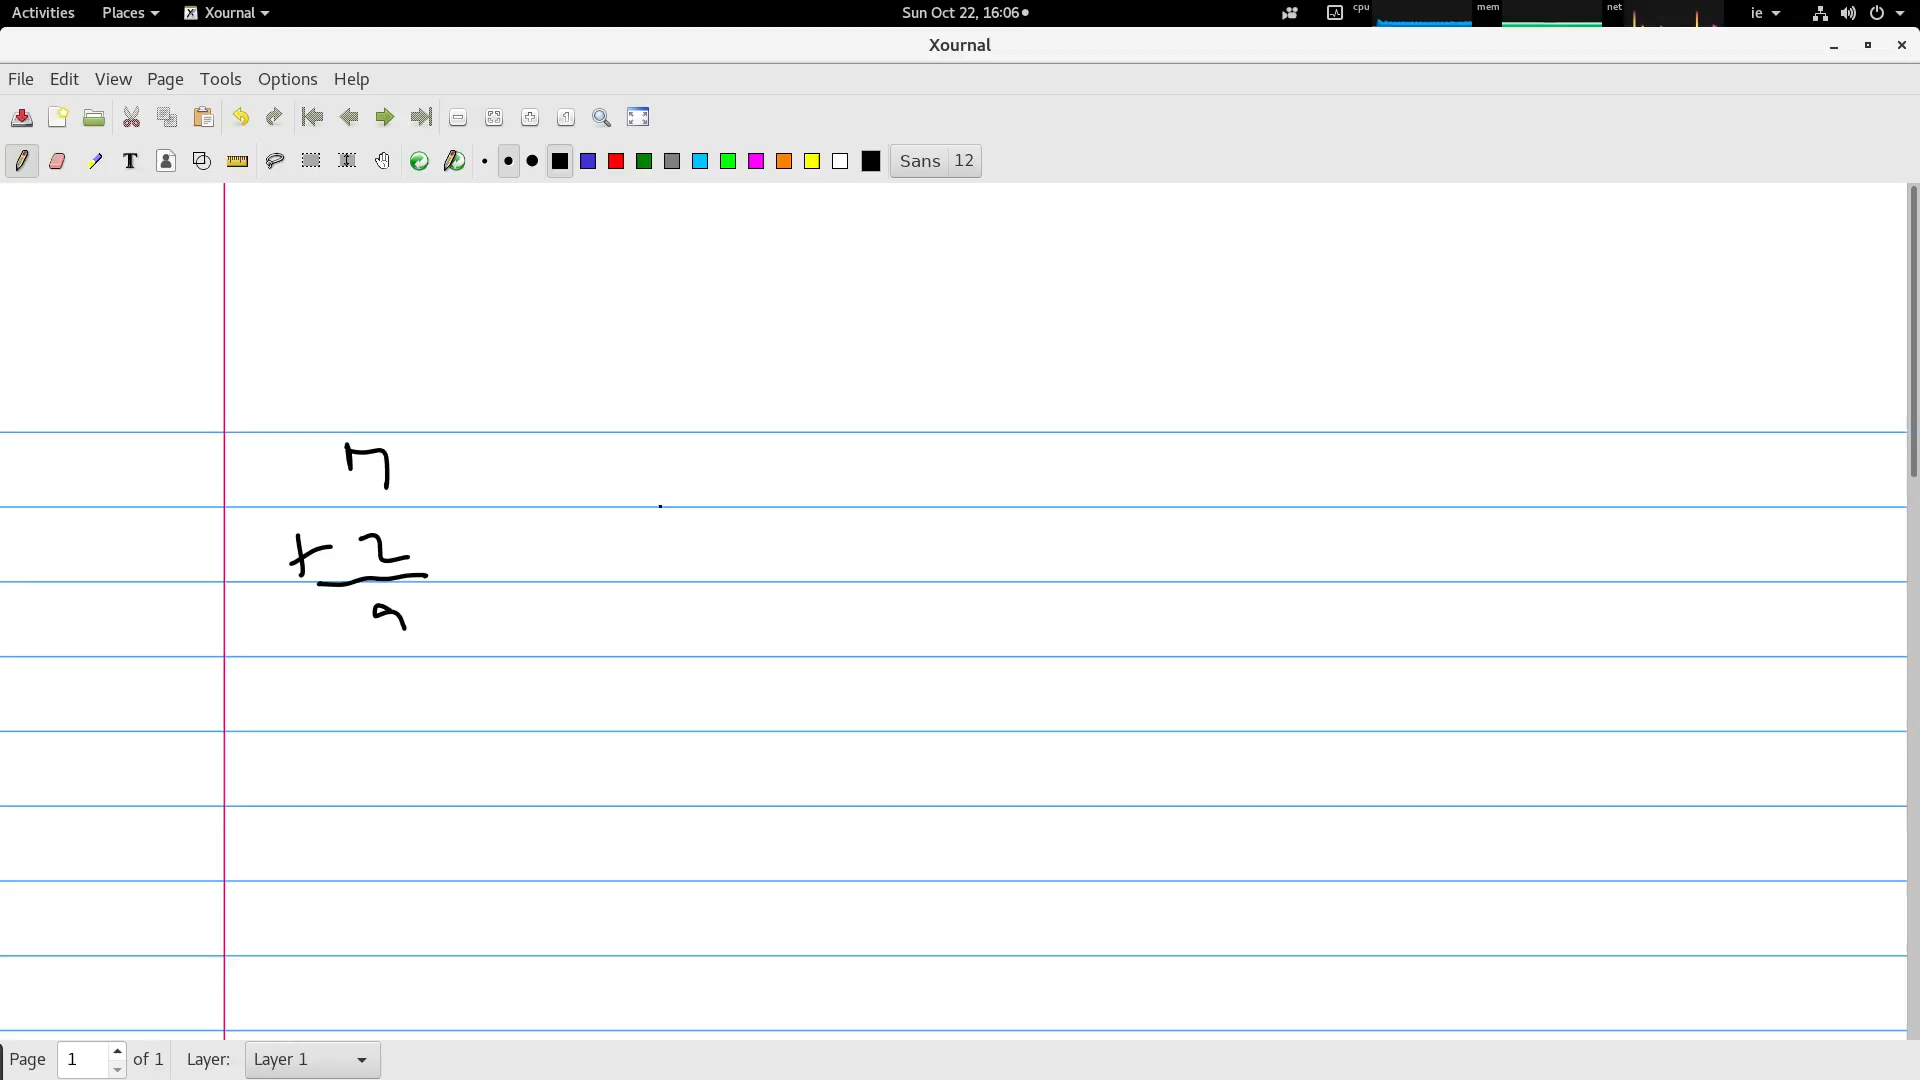 Activities Places Xournal Sun Oct 22, 16:06 cpu mem net ie
Xournal
File Edit View Page Tools Options Help
T Sans 12
7
+ 2
9
Page 1 of 1 Layer: Layer 1